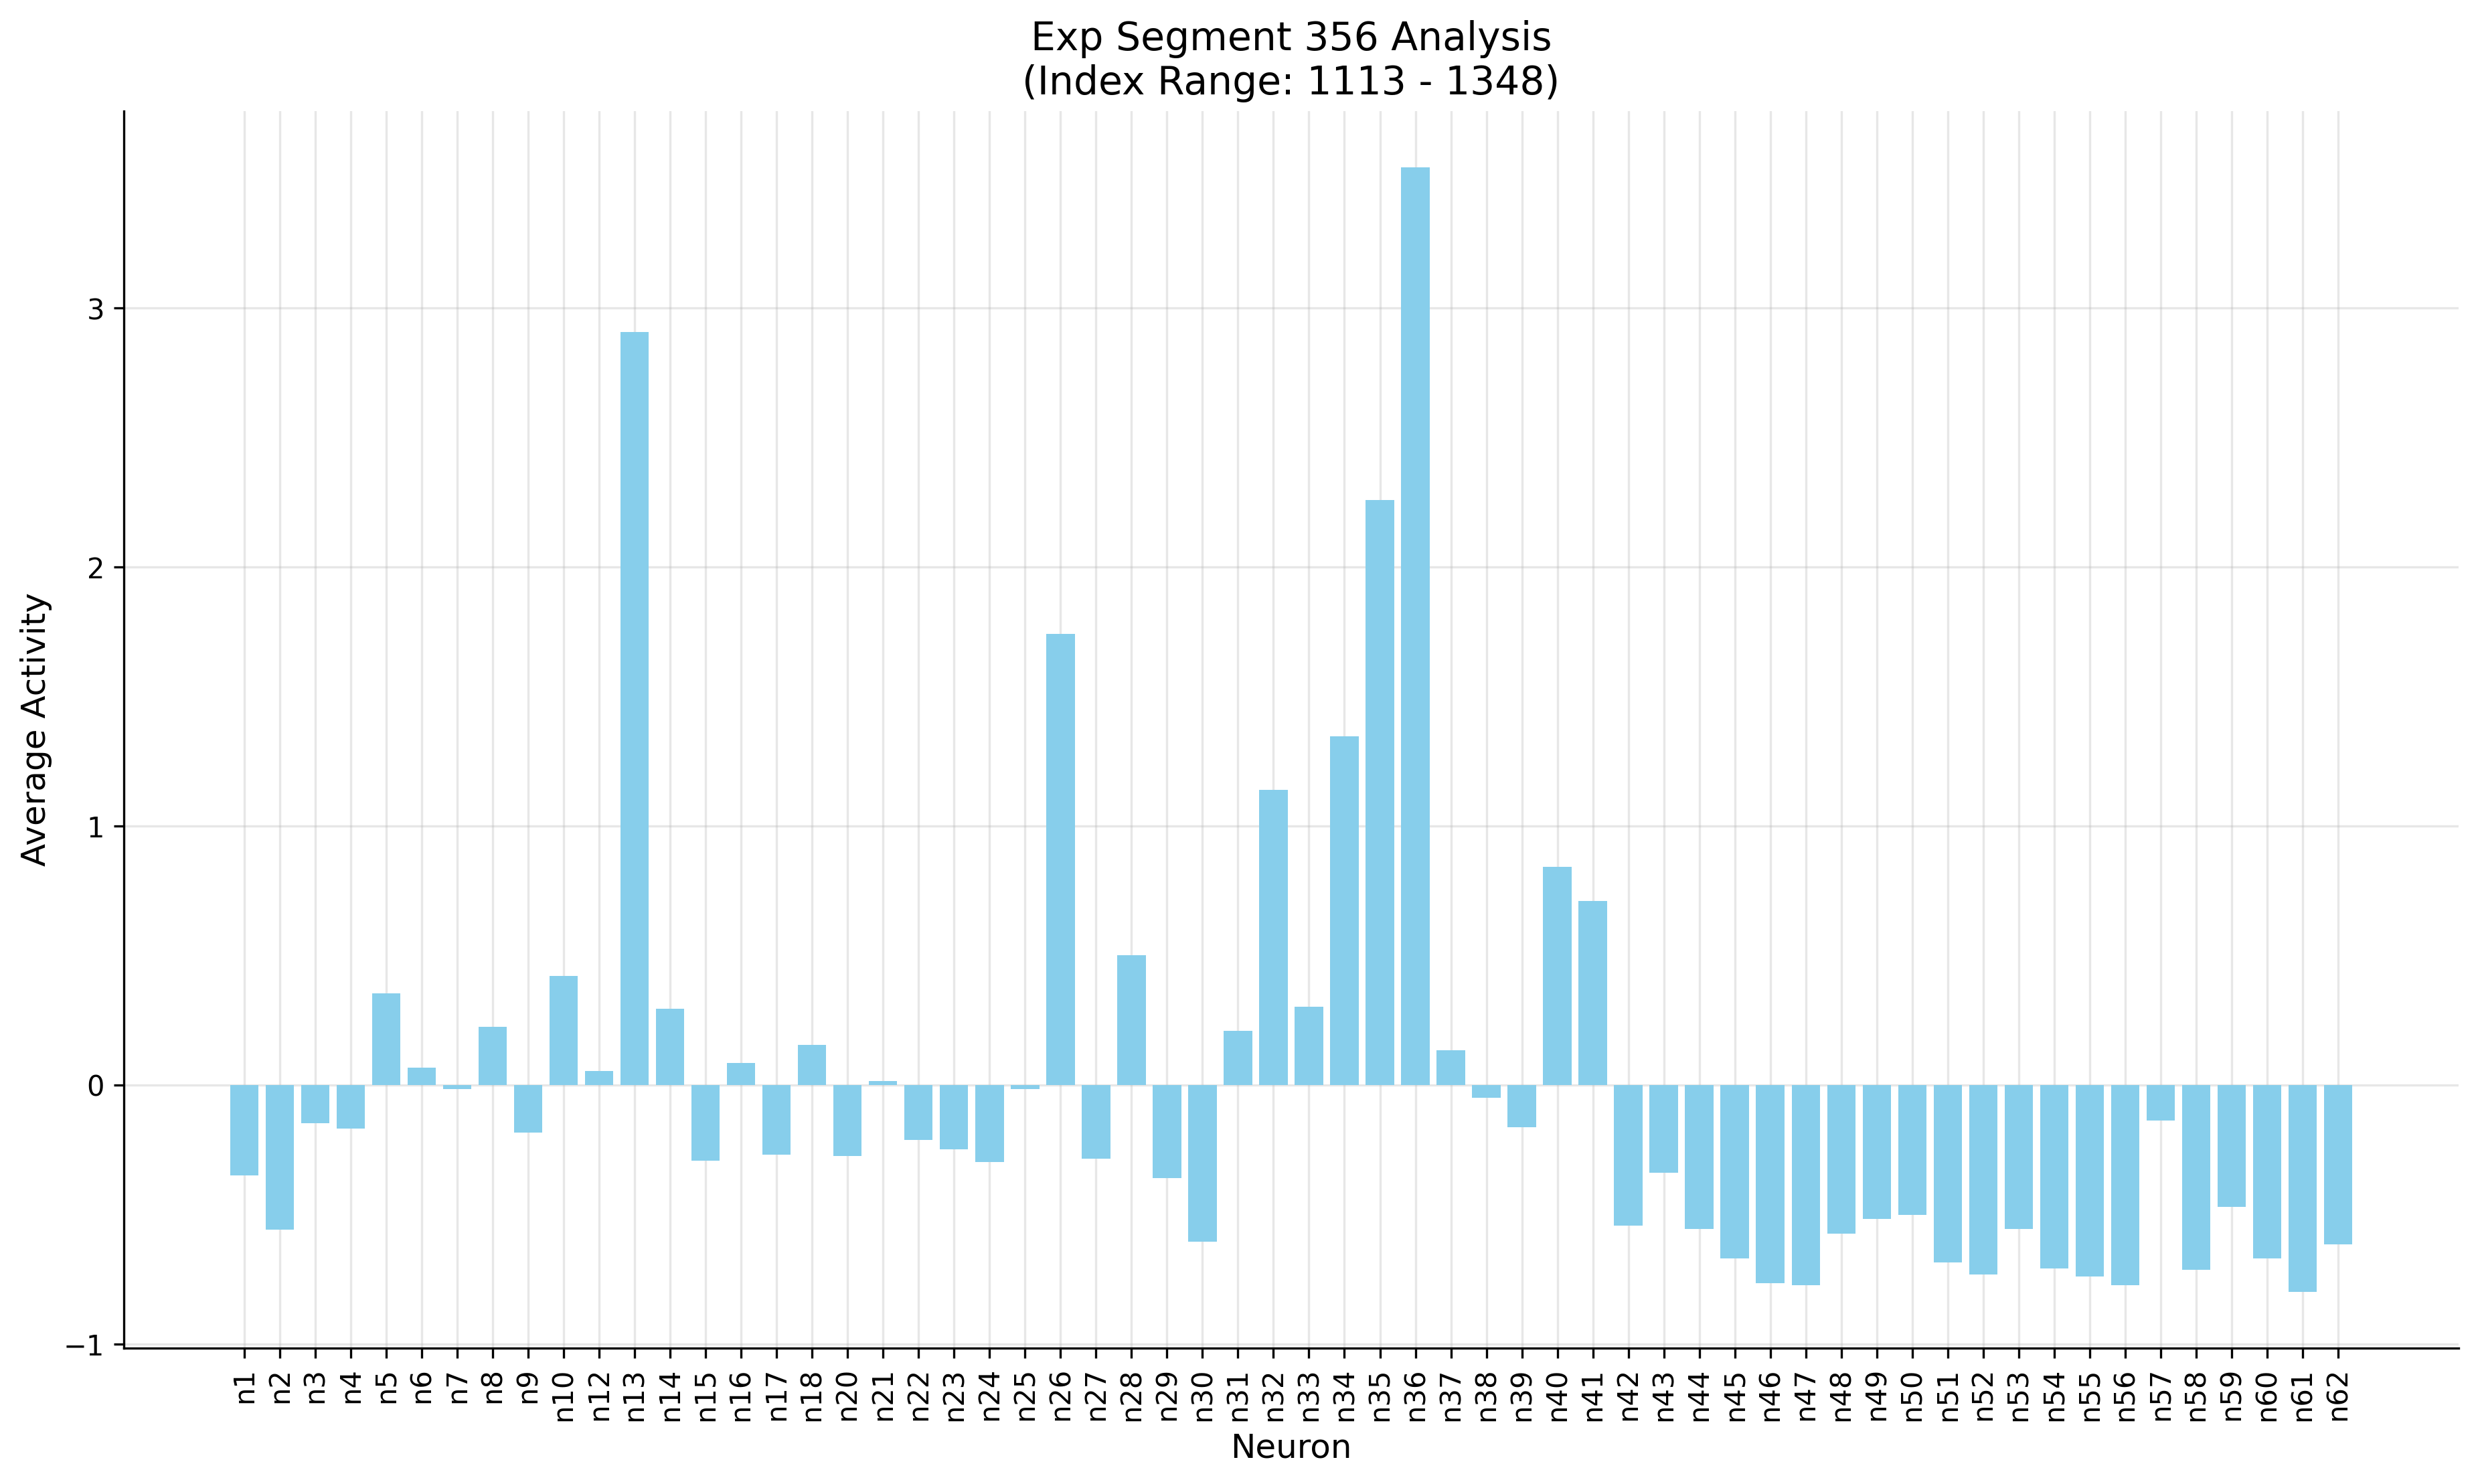 Exp Segment 356 Analysis
(Index Range: 1113 - 1348)
Average Activity
3
2
1
0
−1
n1 n2 n3 n4 n5 n6 n7 n8 n9 n10 n12 n13 n14 n15 n16 n17 n18 n20 n21 n22 n23 n24 n25 n26 n27 n28 n29 n30 n31 n32 n33 n34 n35 n36 n37 n38 n39 n40 n41 n42 n43 n44 n45 n46 n47 n48 n49 n50 n51 n52 n53 n54 n55 n56 n57 n58 n59 n60 n61 n62
Neuron